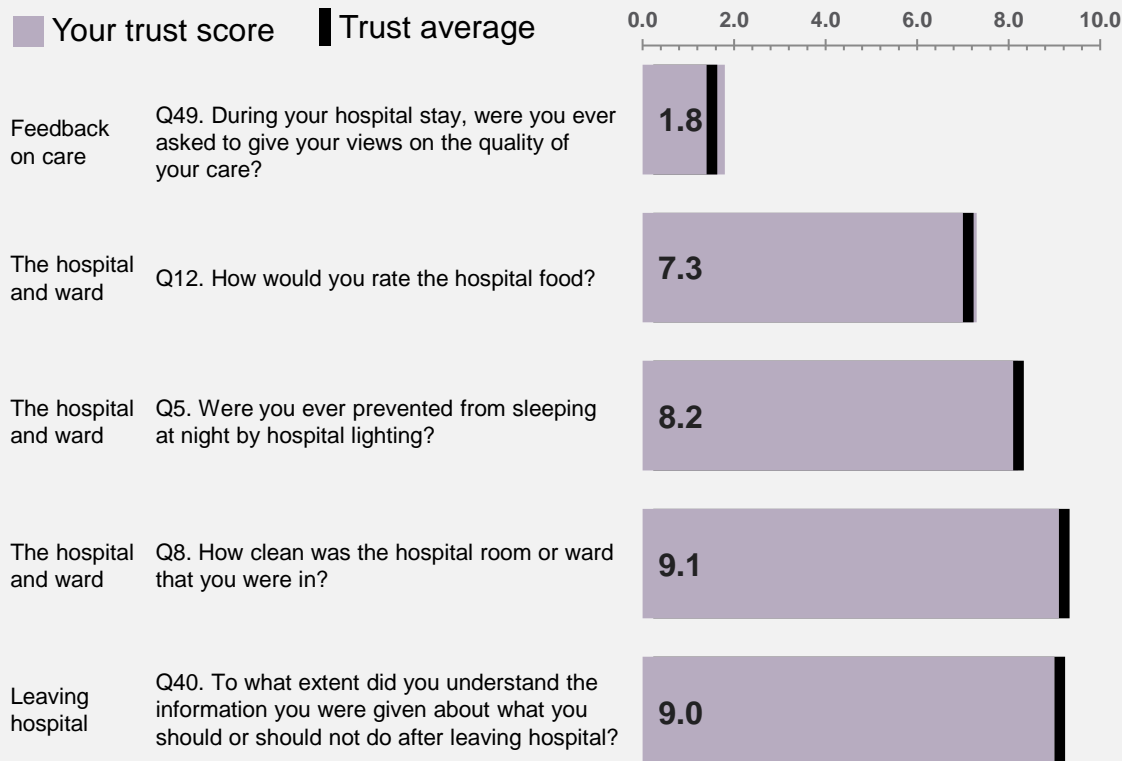 Your trust score
Trust average
0.0 2.0 4.0 6.0 8.0 10.0
Feedback
on care
Q49. During your hospital stay, were you ever
asked to give your views on the quality of
your care?
1.8
The hospital
and ward
Q12. How would you rate the hospital food?
7.3
The hospital
and ward
Q5. Were you ever prevented from sleeping
at night by hospital lighting?
8.2
The hospital
and ward
Q8. How clean was the hospital room or ward
that you were in?
9.1
Leaving
hospital
Q40. To what extent did you understand the
information you were given about what you
should or should not do after leaving hospital?
9.0